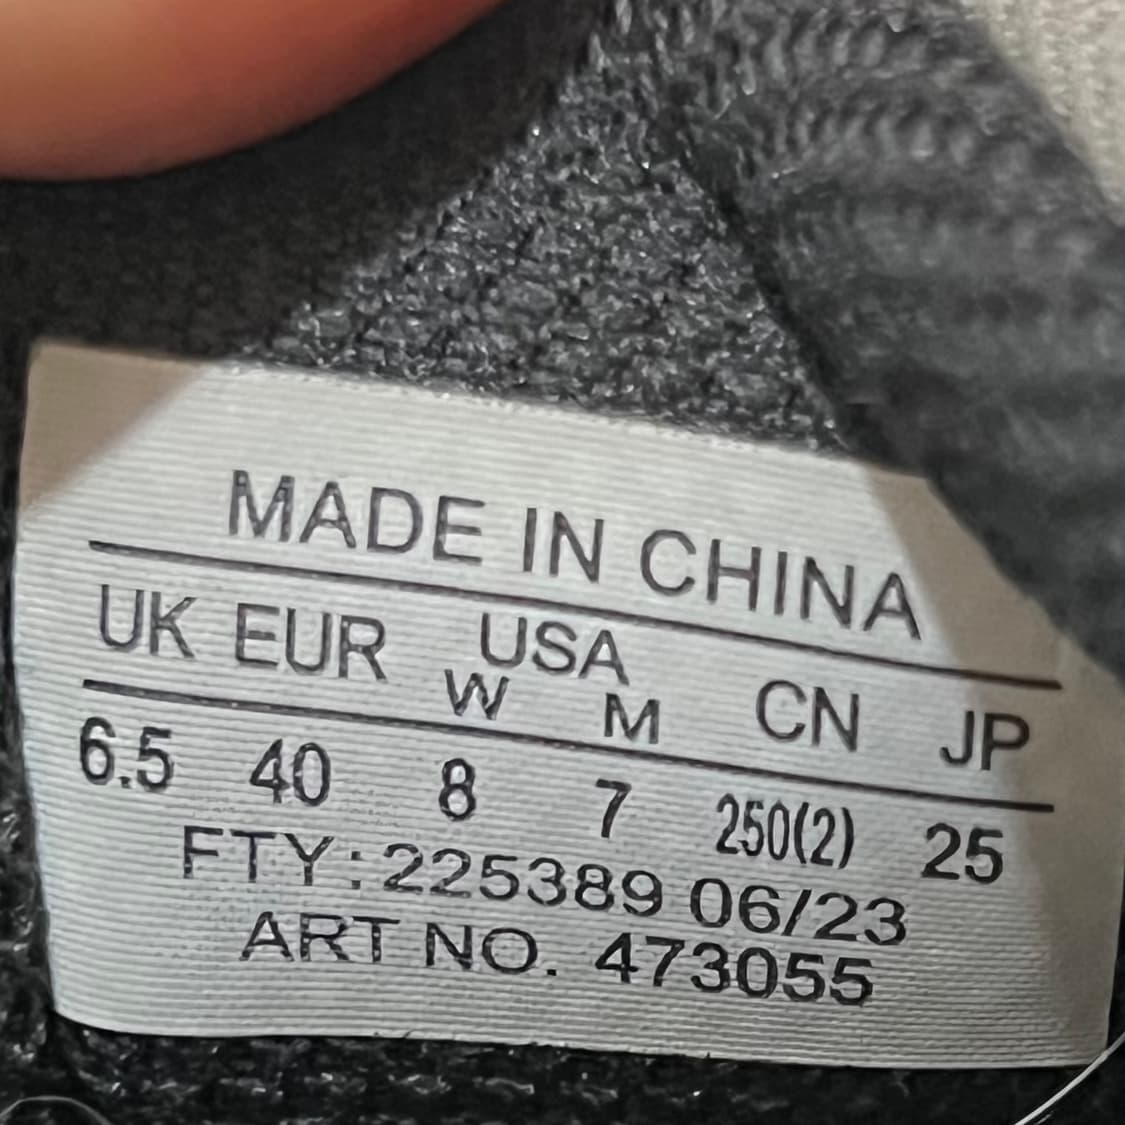 MADE IN CHINA
UK EUR USA CN JP
W M
6.5 40 8 7 250(2) 25
FTY:225389 06/23
ART NO. 473055